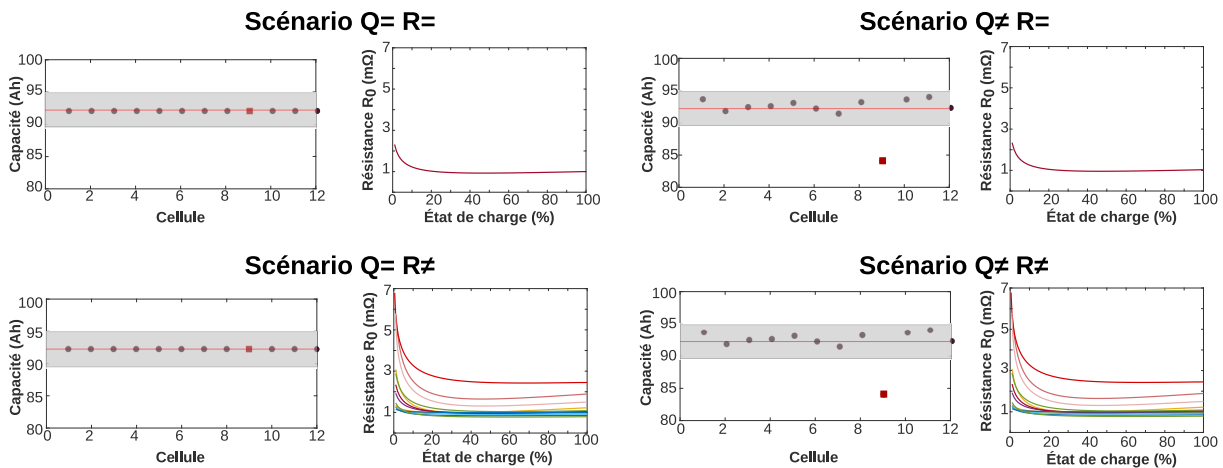 Scénario Q= R=
Capacité (Ah)
100
95
90
85
80
0 2 4 6 8 10 12
Cellule
Résistance R0 (mΩ)
7
5
3
1
0 20 40 60 80 100
État de charge (%)
Scénario Q≠ R=
Capacité (Ah)
100
95
90
85
80
0 2 4 6 8 10 12
Cellule
Résistance R0 (mΩ)
7
5
3
1
0 20 40 60 80 100
État de charge (%)
Scénario Q= R≠
Capacité (Ah)
100
95
90
85
80
0 2 4 6 8 10 12
Cellule
Résistance R0 (mΩ)
7
5
3
1
0 20 40 60 80 100
État de charge (%)
Scénario Q≠ R≠
Capacité (Ah)
100
95
90
85
80
0 2 4 6 8 10 12
Cellule
Résistance R0 (mΩ)
7
5
3
1
0 20 40 60 80 100
État de charge (%)